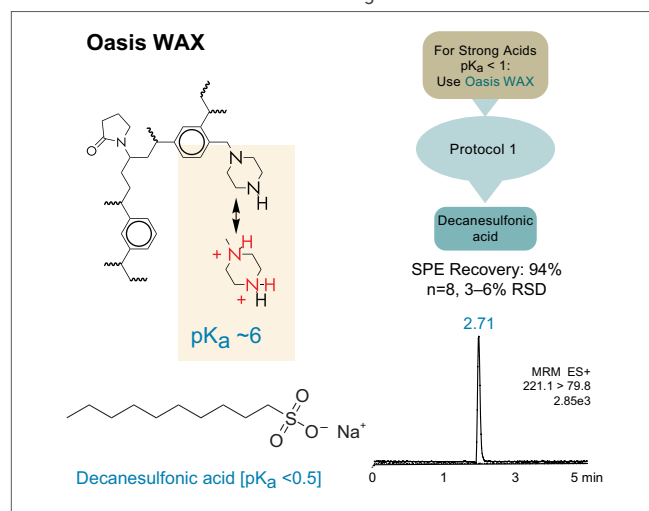 Oasis WAX
O
N
N
N
H
N
H
+
N
H
H
+
pKa ~6
O
S
O
O⁻ Na⁺
Decanesulfonic acid [pKa <0.5]
For Strong Acids
pKa < 1:
Use Oasis WAX
Protocol 1
Decanesulfonic
acid
SPE Recovery: 94%
n=8, 3–6% RSD
2.71
MRM ES+
221.1 > 79.8
2.85e3
0 1 3 5 min